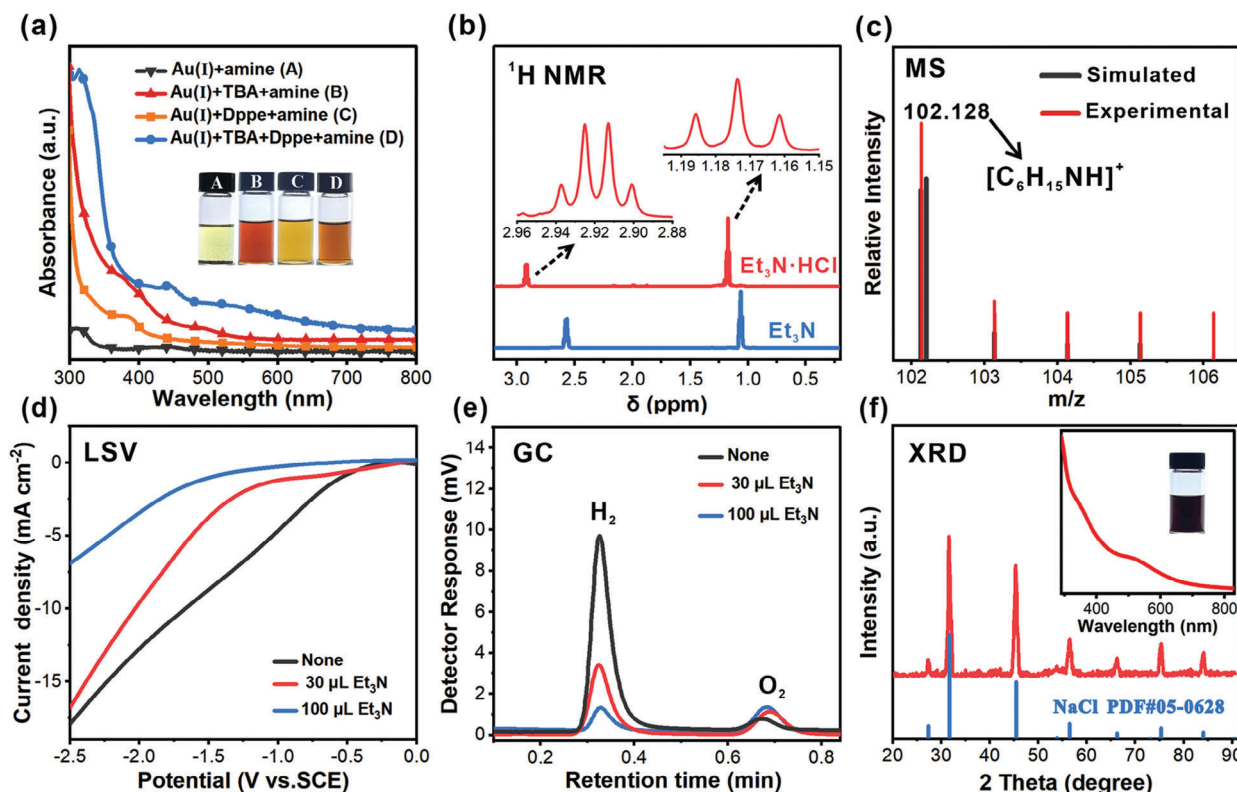 (a)
Au(I)+amine (A)
Au(I)+TBA+amine (B)
Au(I)+Dppe+amine (C)
Au(I)+TBA+Dppe+amine (D)
A B C D
Absorbance (a.u.)
300 400 500 600 700 800
Wavelength (nm)
(b)
¹H NMR
1.19 1.18 1.17 1.16 1.15
2.96 2.94 2.92 2.90 2.88
Et₃N·HCl
Et₃N
3.0 2.5 2.0 1.5 1.0 0.5
δ (ppm)
(c)
MS
Simulated
Experimental
102.128
[C₆H₁₅NH]⁺
Relative Intensity
102 103 104 105 106
m/z
(d)
LSV
0
-5
-10
-15
None
30 µL Et₃N
100 µL Et₃N
Current density (mA cm⁻²)
-2.5 -2.0 -1.5 -1.0 -0.5 0.0
Potential (V vs.SCE)
(e)
GC
16
14
12
10
8
6
4
2
0
None
30 µL Et₃N
100 µL Et₃N
H₂
O₂
Detector Response (mV)
0.2 0.4 0.6 0.8
Retention time (min)
(f)
XRD
400 600 800
Wavelength (nm)
NaCl PDF#05-0628
Intensity (a.u.)
20 30 40 50 60 70 80 90
2 Theta (degree)